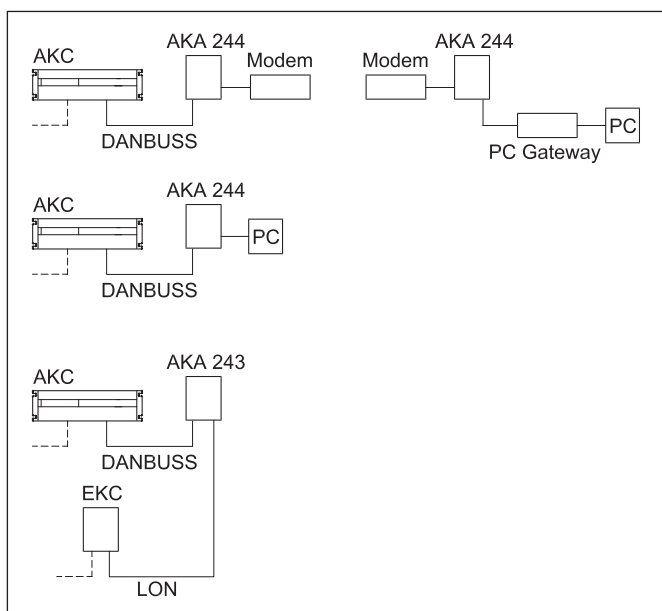 AKC
AKA 244
Modem
DANBUSS
Modem
AKA 244
PC Gateway
PC
AKC
AKA 244
PC
DANBUSS
AKC
AKA 243
DANBUSS
EKC
LON